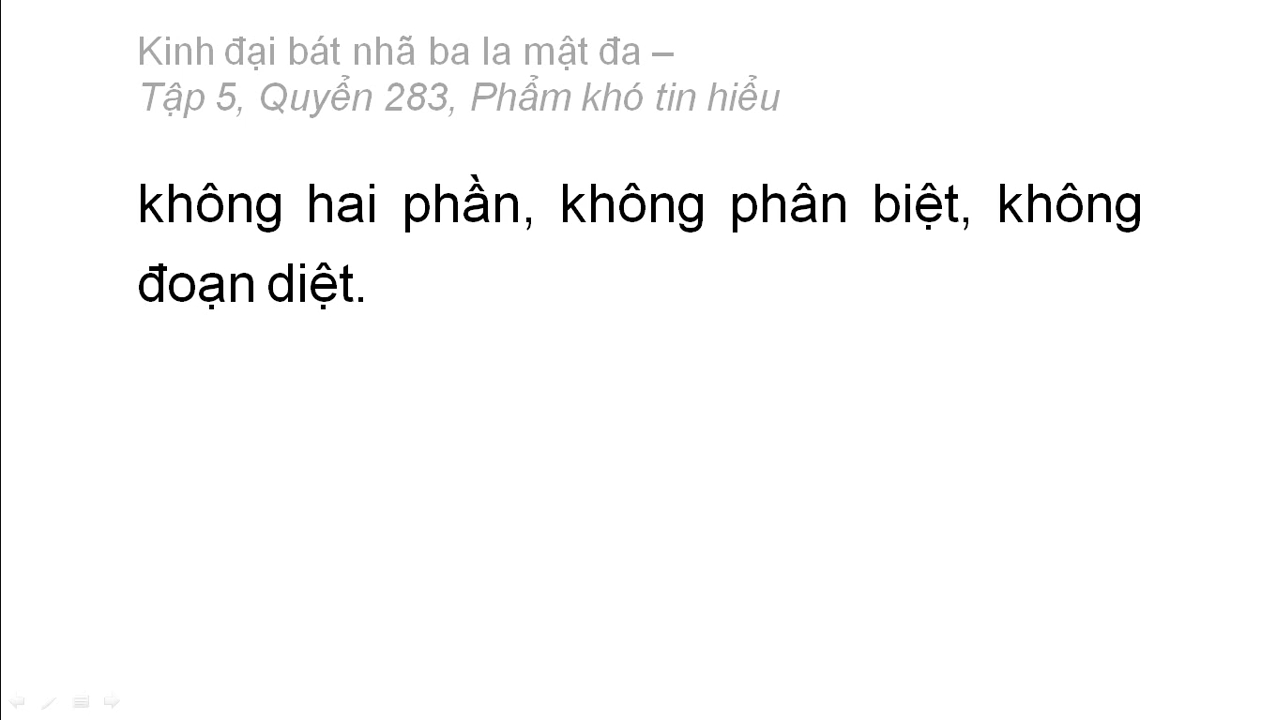 Kinh đại bát nhã ba la mật đa –
Tập 5, Quyển 283, Phẩm khó tin hiểu
không hai phần, không phân biệt, không
đoạn diệt.